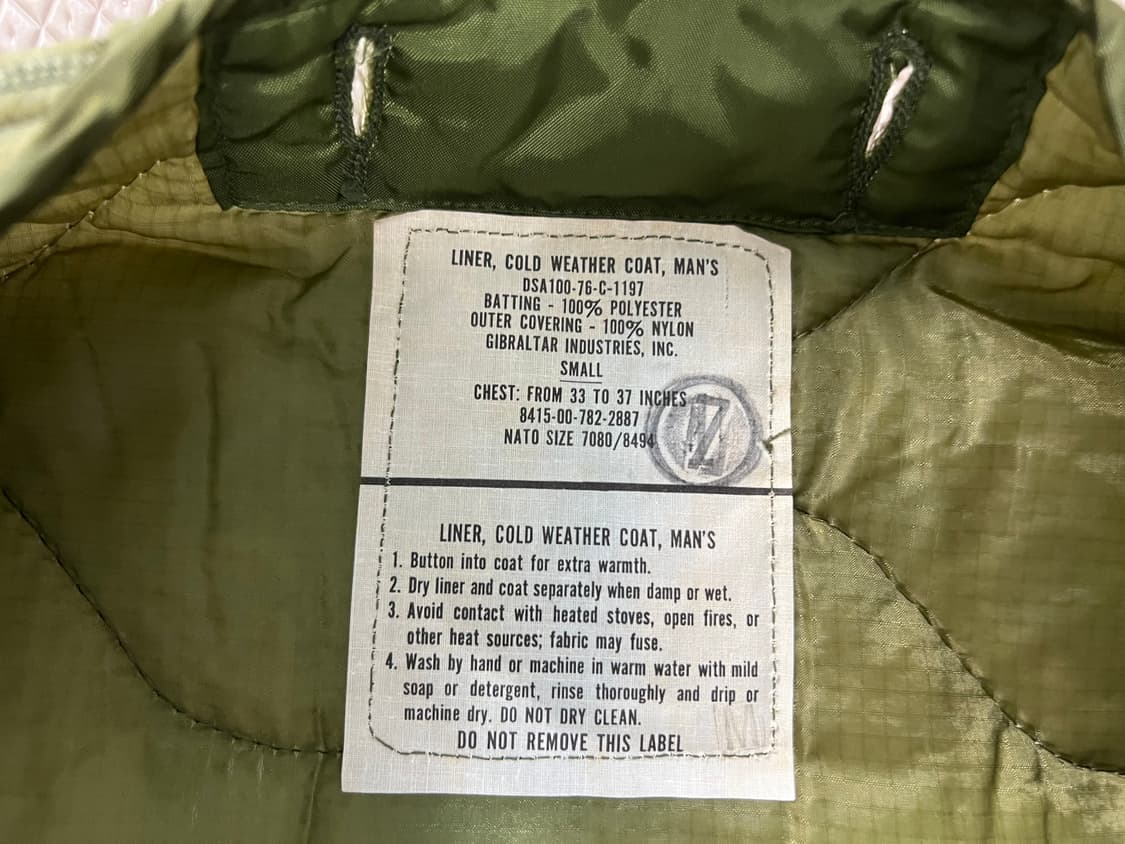 LINER, COLD WEATHER COAT, MAN'S
DSA100-76-C-1197
BATTING - 100% POLYESTER
OUTER COVERING - 100% NYLON
GIBRALTAR INDUSTRIES, INC.
SMALL
CHEST: FROM 33 TO 37 INCHES
8415-00-782-2887
NATO SIZE 7080/8494
Z
LINER, COLD WEATHER COAT, MAN'S
1. Button into coat for extra warmth.
2. Dry liner and coat separately when damp or wet.
3. Avoid contact with heated stoves, open fires, or
other heat sources; fabric may fuse.
4. Wash by hand or machine in warm water with mild
soap or detergent, rinse thoroughly and drip or
machine dry. DO NOT DRY CLEAN.
DO NOT REMOVE THIS LABEL
M